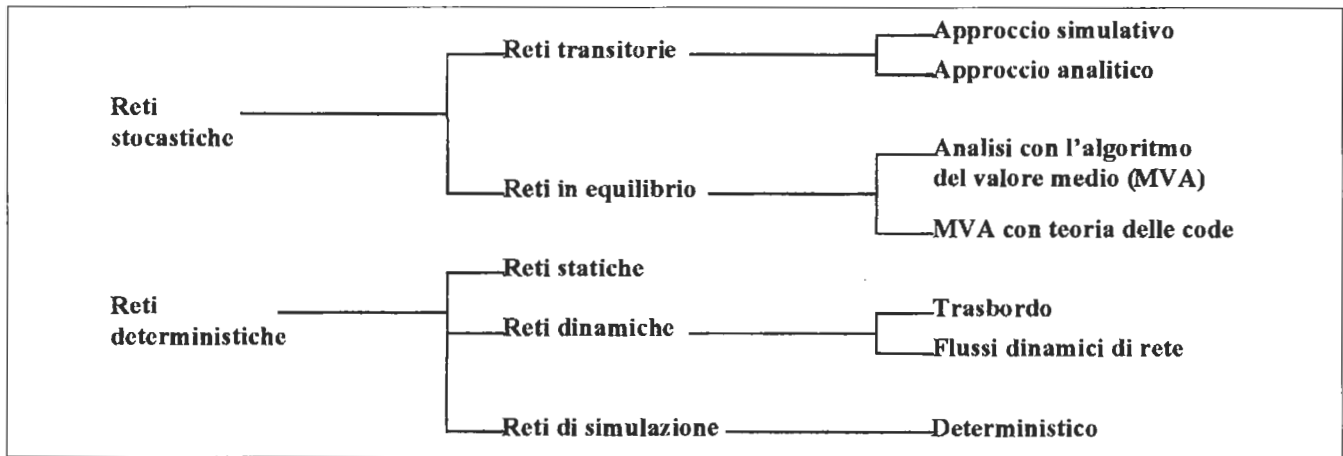 Reti
stocastiche
Reti transitorie
Approccio simulativo
Approccio analitico
Reti in equilibrio
Analisi con l'algoritmo
del valore medio (MVA)
MVA con teoria delle code
Reti
deterministiche
Reti statiche
Reti dinamiche
Trasbordo
Flussi dinamici di rete
Reti di simulazione
Deterministico